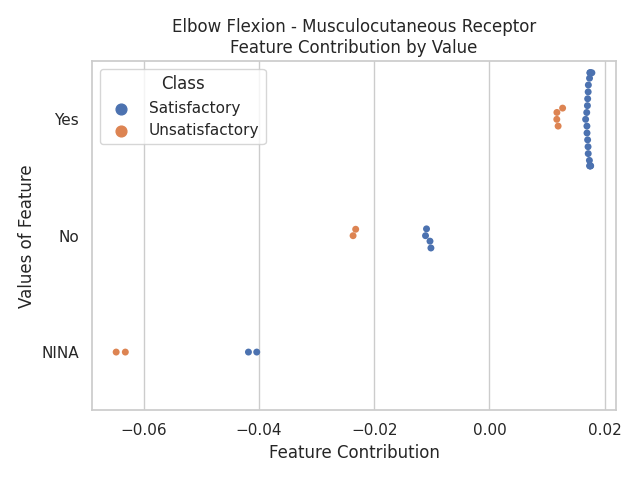 Elbow Flexion - Musculocutaneous Receptor
Feature Contribution by Value
Class
Satisfactory
Unsatisfactory
Values of Feature
Yes
No
NINA
−0.06
−0.04
−0.02
0.00
0.02
Feature Contribution